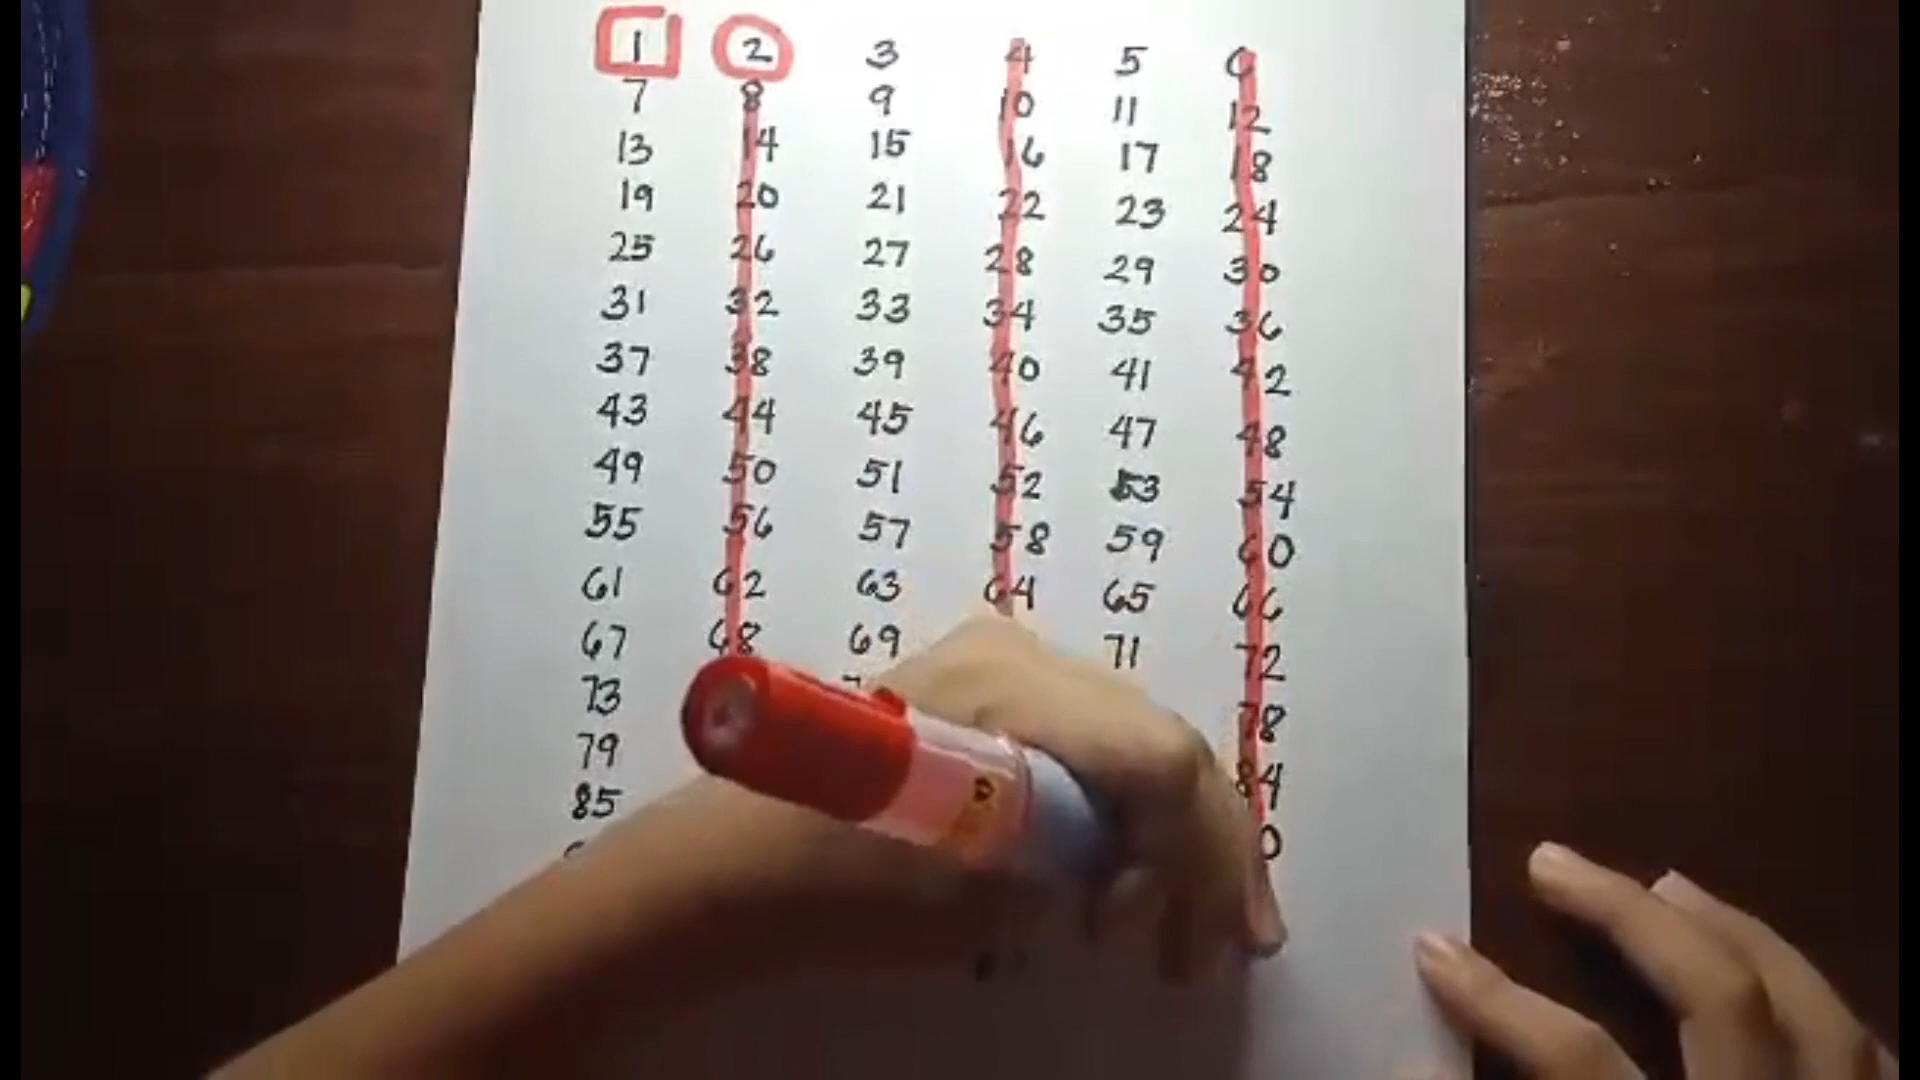 1 2 3 4 5 6
7 8 9 10 11 12
13 14 15 16 17 18
19 20 21 22 23 24
25 26 27 28 29 30
31 32 33 34 35 36
37 38 39 40 41 42
43 44 45 46 47 48
49 50 51 52 53 54
55 56 57 58 59 60
61 62 63 64 65 66
67 68 69 71 72
73 78
79 84
85